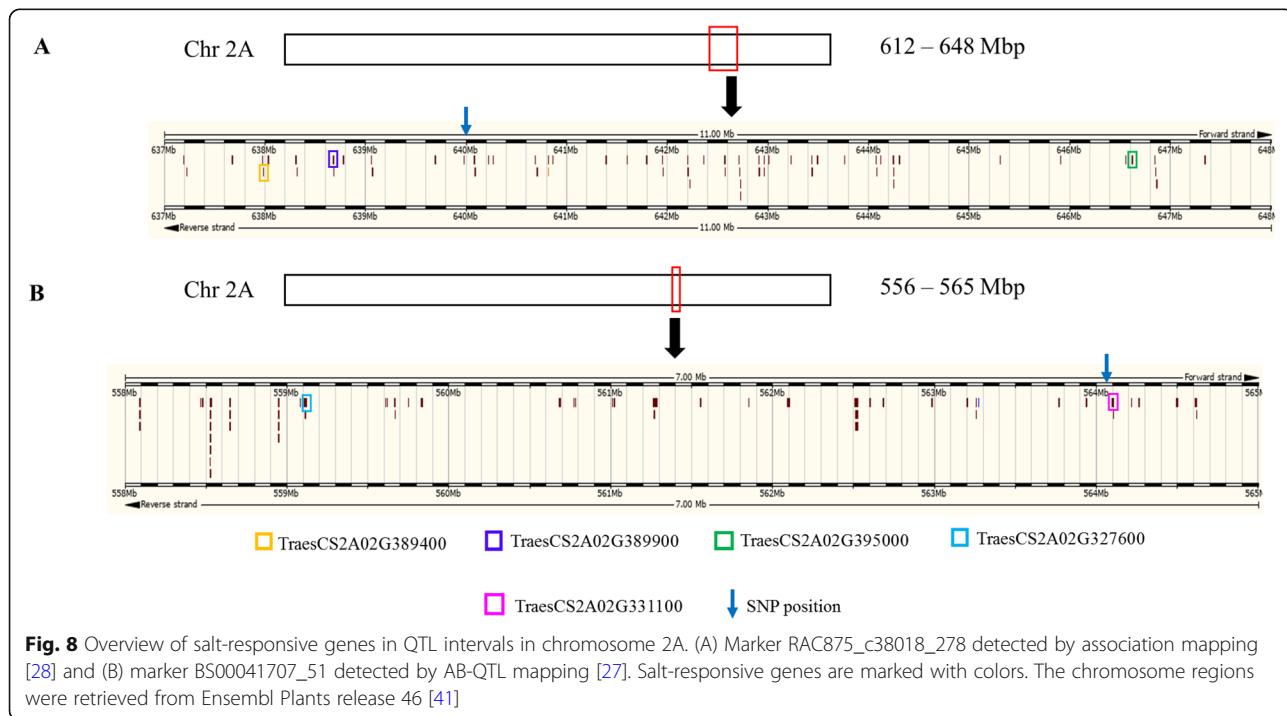 A
Chr 2A
612 – 648 Mbp
11.00 Mb
Forward strand
637Mb 638Mb 639Mb 640Mb 641Mb 642Mb 643Mb 644Mb 645Mb 646Mb 647Mb 648M
637Mb 638Mb 639Mb 640Mb 641Mb 642Mb 643Mb 644Mb 645Mb 646Mb 647Mb 648M
Reverse strand
11.00 Mb
B
Chr 2A
556 – 565 Mbp
7.00 Mb
Forward strand
558Mb 559Mb 560Mb 561Mb 562Mb 563Mb 564Mb 565M
558Mb 559Mb 560Mb 561Mb 562Mb 563Mb 564Mb 565M
Reverse strand
7.00 Mb
TraesCS2A02G389400 TraesCS2A02G389900 TraesCS2A02G395000 TraesCS2A02G327600
TraesCS2A02G331100 SNP position
Fig. 8 Overview of salt-responsive genes in QTL intervals in chromosome 2A. (A) Marker RAC875_c38018_278 detected by association mapping
[28] and (B) marker BS00041707_51 detected by AB-QTL mapping [27]. Salt-responsive genes are marked with colors. The chromosome regions
were retrieved from Ensembl Plants release 46 [41]